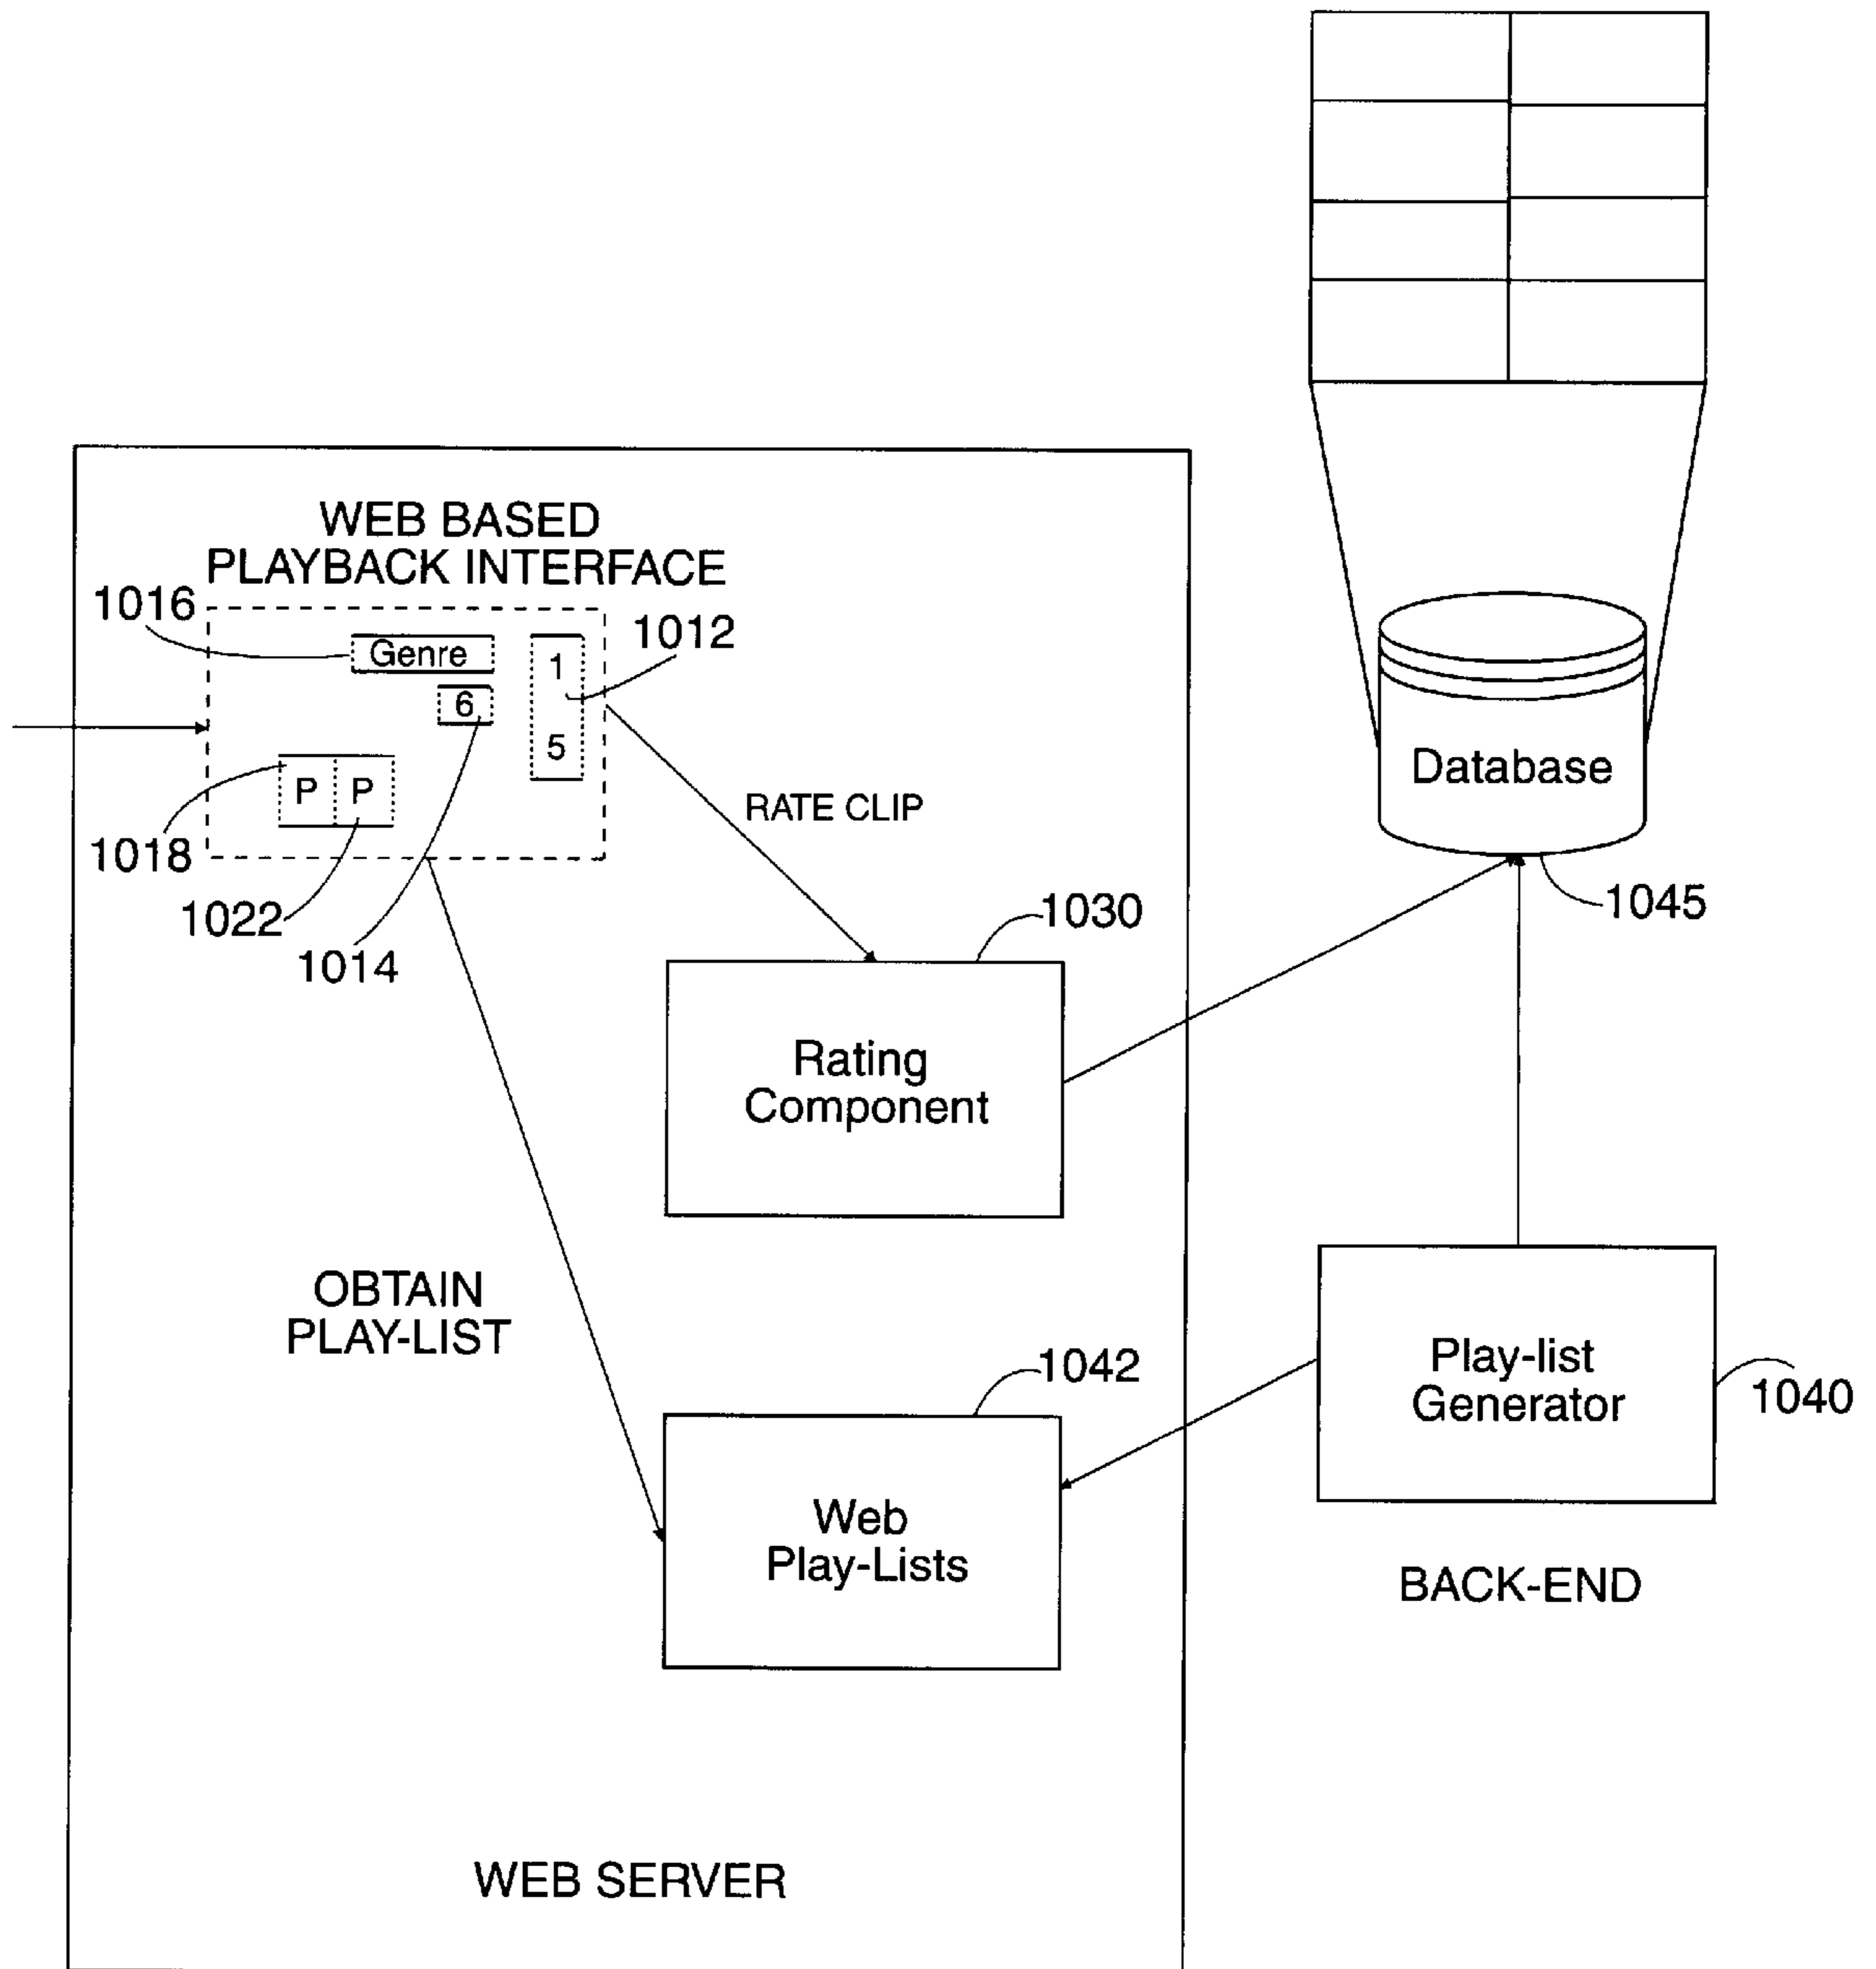 WEB BASED
PLAYBACK INTERFACE
1016
Genre
1
1012
6
5
P P
1018
1022
1014
RATE CLIP
Database
1045
1030
Rating
Component
OBTAIN
PLAY-LIST
1042
Web
Play-Lists
Play-list
Generator
1040
BACK-END
WEB SERVER